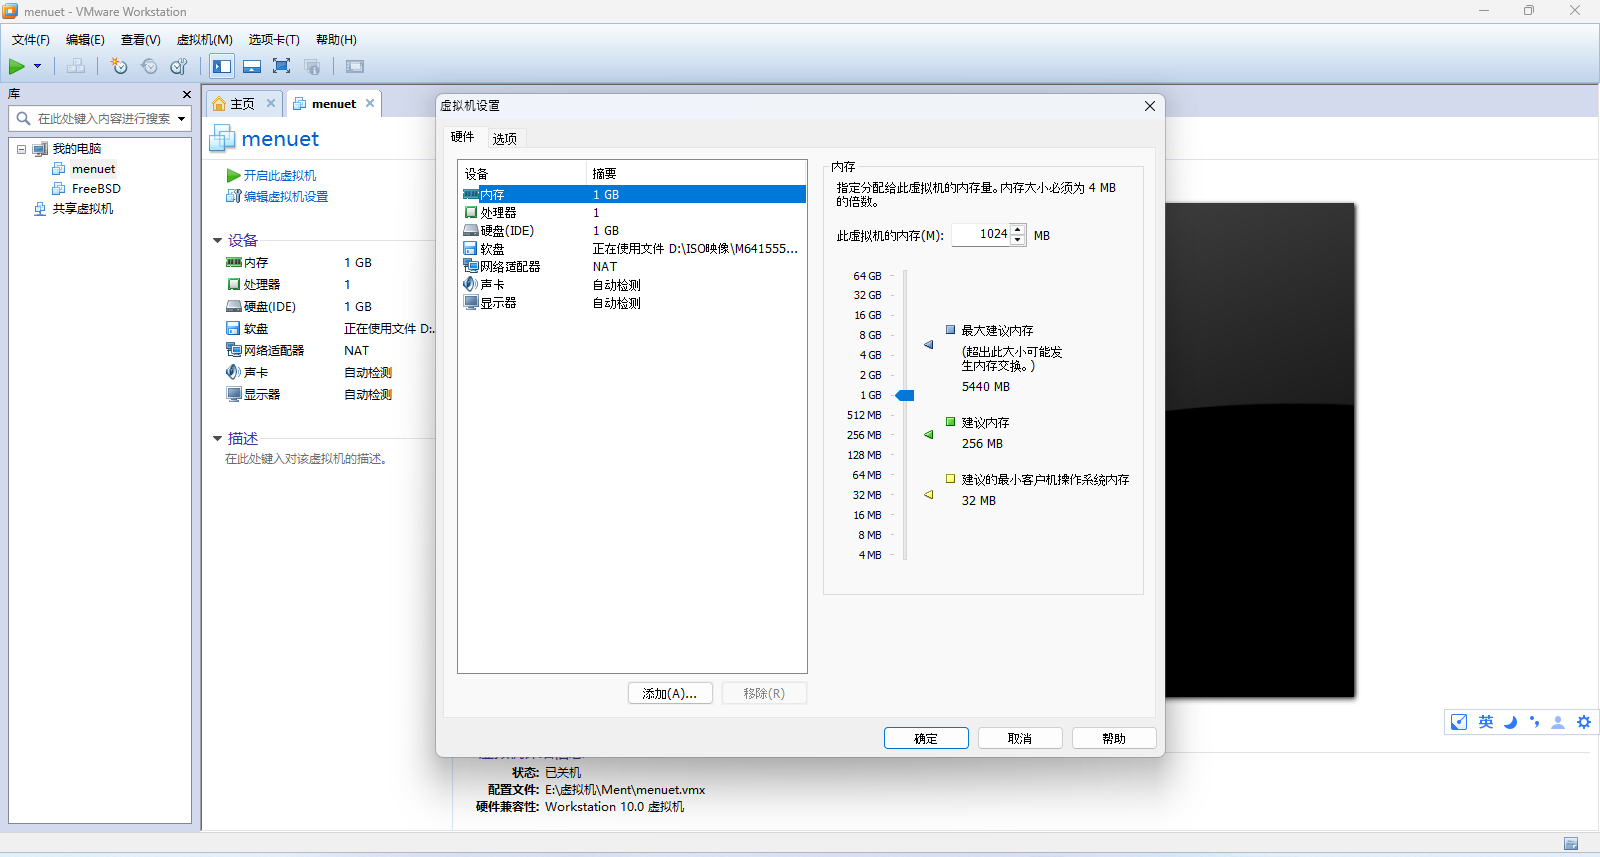 menuet - VMware Workstation
文件(F) 编辑(E) 查看(V) 虚拟机(M) 选项卡(T) 帮助(H)
库
在此处键入内容进行搜索
我的电脑
menuet
FreeBSD
共享虚拟机
主页
menuet
menuet
开启此虚拟机
编辑虚拟机设置
设备
内存 1 GB
处理器 1
硬盘(IDE) 1 GB
软盘 正在使用文件 D:..
网络适配器 NAT
声卡 自动检测
显示器 自动检测
描述
在此处键入对该虚拟机的描述。
虚拟机设置
硬件 选项
设备 摘要
内存 1 GB
处理器 1
硬盘(IDE) 1 GB
软盘 正在使用文件 D:\ISO映像\M641555...
网络适配器 NAT
声卡 自动检测
显示器 自动检测
添加(A)... 移除(R)
内存
指定分配给此虚拟机的内存量。内存大小必须为 4 MB
的倍数。
此虚拟机的内存(M): 1024 MB
64 GB
32 GB
16 GB
8 GB
4 GB
2 GB
1 GB
512 MB
256 MB
128 MB
64 MB
32 MB
16 MB
8 MB
4 MB
最大建议内存
(超出此大小可能发
生内存交换。)
5440 MB
建议内存
256 MB
建议的最小客户机操作系统内存
32 MB
确定 取消 帮助
英
状态: 已关机
配置文件: E:\虚拟机\Ment\menuet.vmx
硬件兼容性: Workstation 10.0 虚拟机